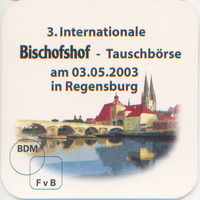 3. Internationale
Bischofshof - Tauschbörse
am 03.05.2003
in Regensburg
BDM
FvB